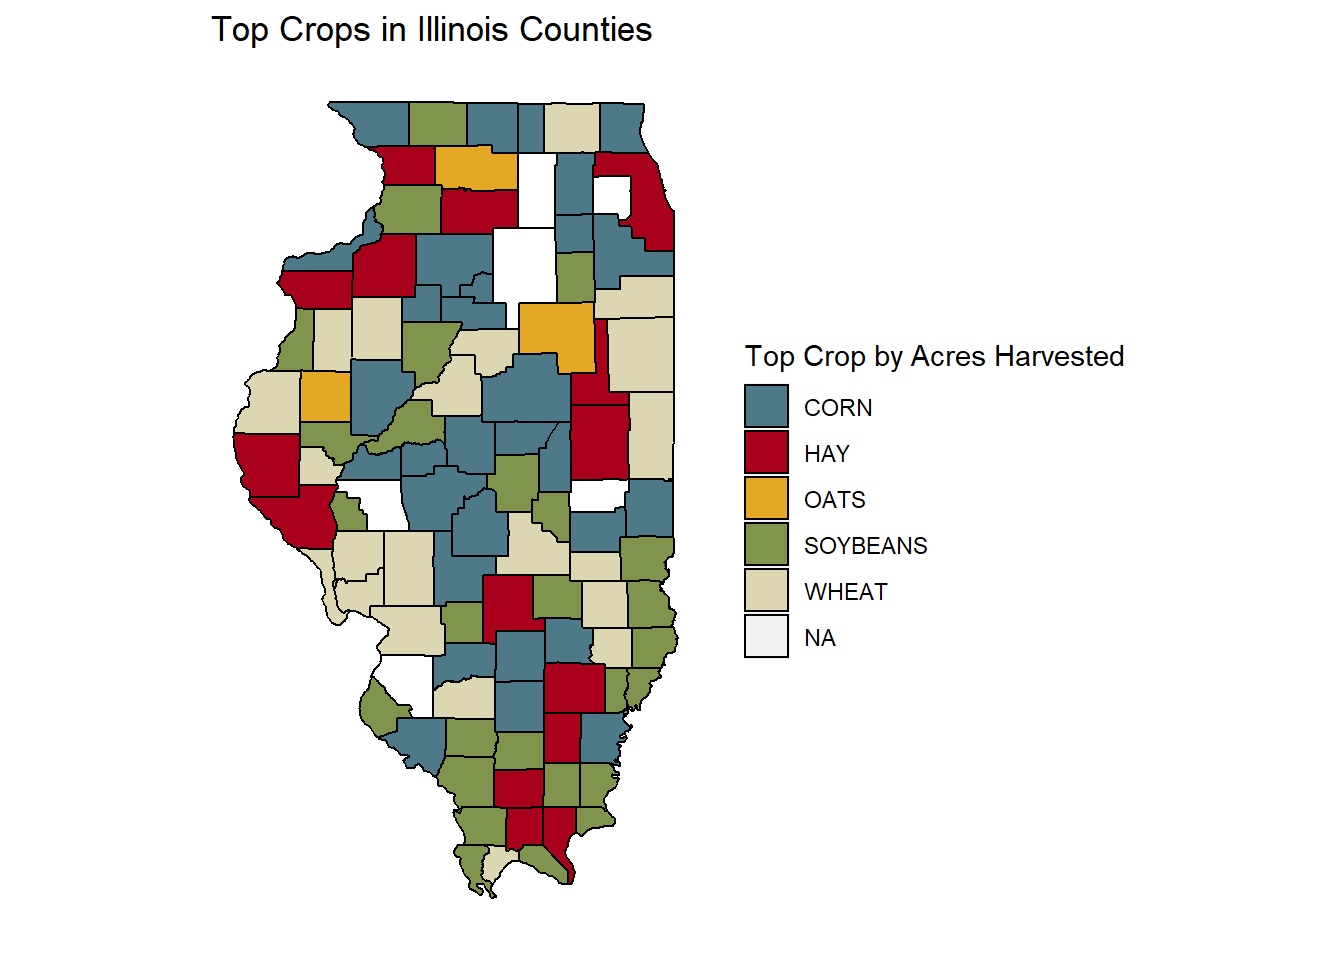 Top Crops in Illinois Counties
Top Crop by Acres Harvested
CORN
HAY
OATS
SOYBEANS
WHEAT
NA